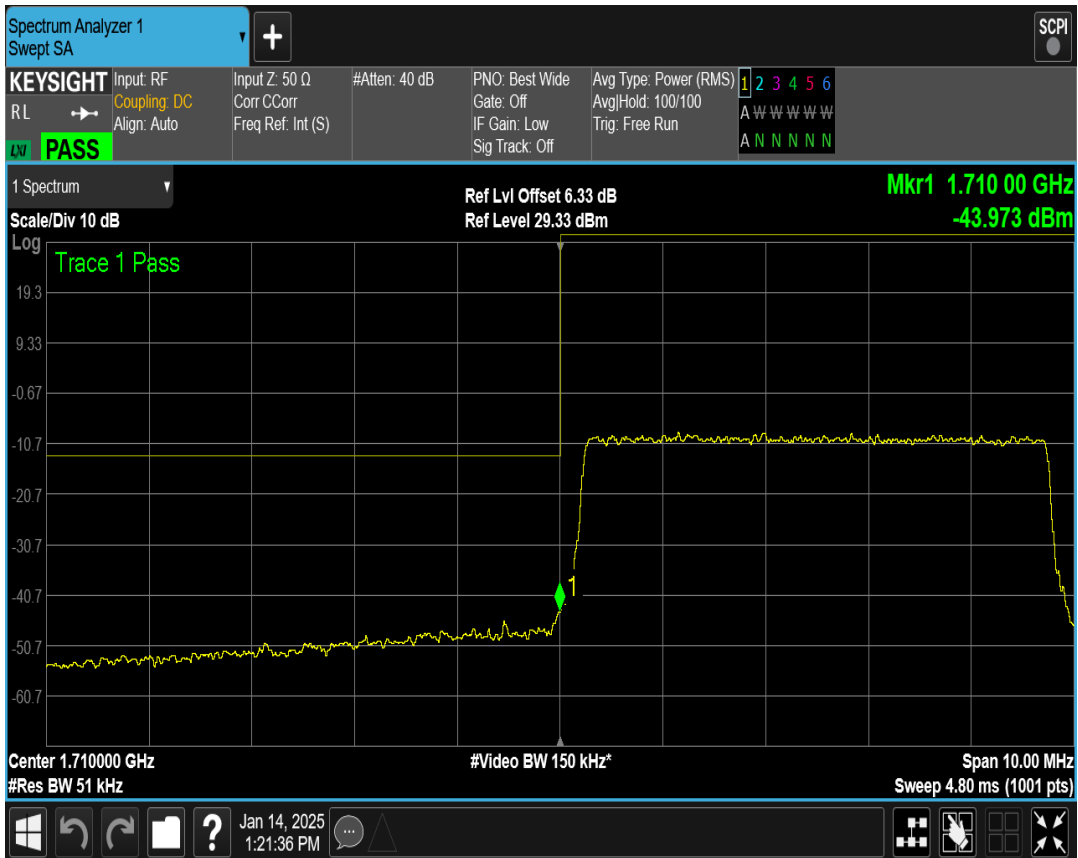 Spectrum Analyzer 1
Swept SA
+
SCPI
KEYSIGHT
RL
LXI PASS
Input: RF
Coupling: DC
Align: Auto
Input Z: 50 Ω
Corr CCorr
Freq Ref: Int (S)
#Atten: 40 dB
PNO: Best Wide
Gate: Off
IF Gain: Low
Sig Track: Off
Avg Type: Power (RMS)
Avg|Hold: 100/100
Trig: Free Run
1 2 3 4 5 6
A W W W W W
A N N N N N
1 Spectrum
Scale/Div 10 dB
Ref Lvl Offset 6.33 dB
Ref Level 29.33 dBm
Mkr1 1.710 00 GHz
-43.973 dBm
Log
Trace 1 Pass
19.3
9.33
-0.67
-10.7
-20.7
-30.7
-40.7
-50.7
-60.7
1
Center 1.710000 GHz
#Res BW 51 kHz
#Video BW 150 kHz*
Span 10.00 MHz
Sweep 4.80 ms (1001 pts)
?
Jan 14, 2025
1:21:36 PM